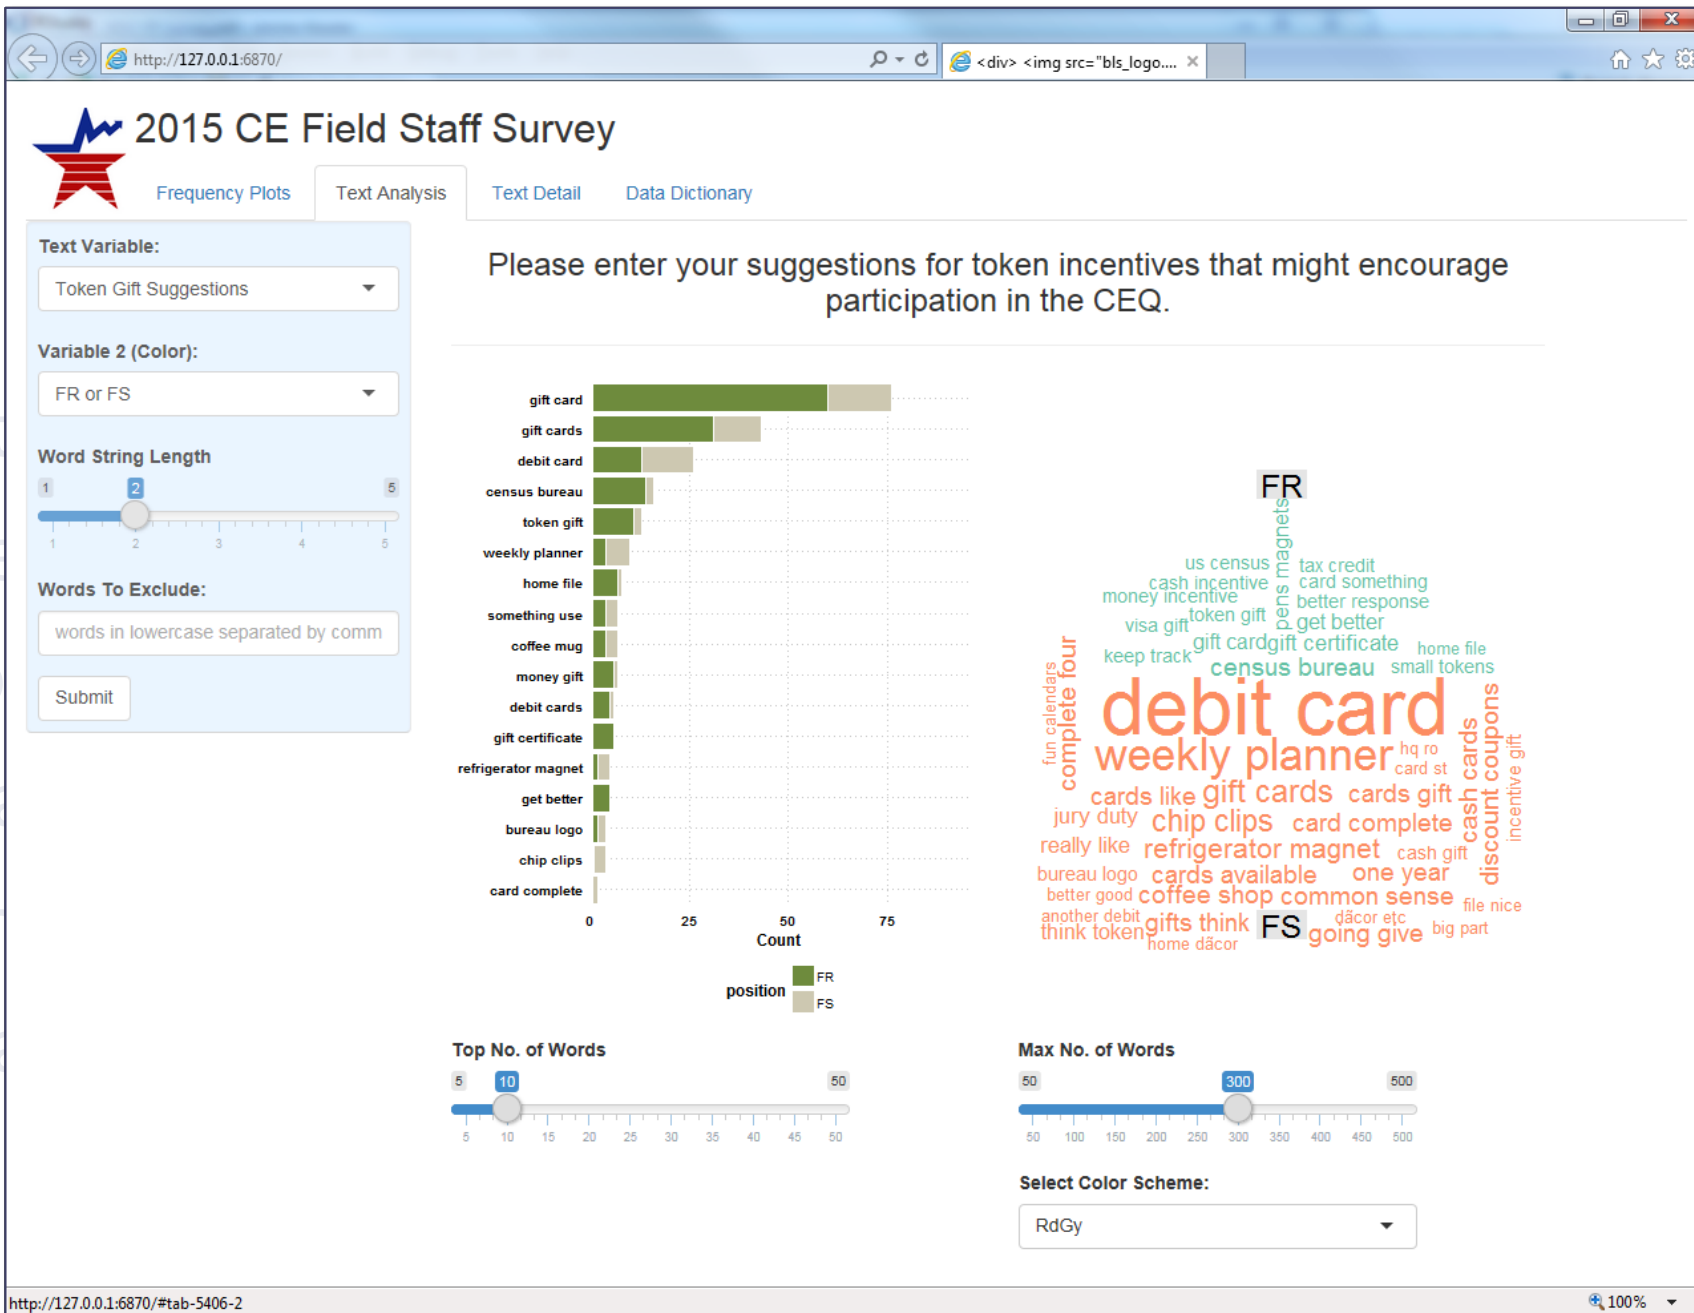 http://127.0.0.1:6870/
<div> <img src="bls_logo....
2015 CE Field Staff Survey
Frequency Plots
Text Analysis
Text Detail
Data Dictionary
Text Variable:
Token Gift Suggestions
Variable 2 (Color):
FR or FS
Word String Length
1
2
5
1 2 3 4 5
Words To Exclude:
words in lowercase separated by comm
Submit
Please enter your suggestions for token incentives that might encourage
participation in the CEQ.
gift card
gift cards
debit card
census bureau
token gift
weekly planner
home file
something use
coffee mug
money gift
debit cards
gift certificate
refrigerator magnet
get better
bureau logo
chip clips
card complete
0 25 50 75
Count
position
FR
FS
FR
pens magnets
us census
tax credit
cash incentive
card something
money incentive
better response
token gift
visa gift
get better
gift card
gift certificate
home file
keep track
census bureau
small tokens
fun calendars
complete four
debit card
weekly planner
hq ro
card st
cash cards
discount coupons
incentive gift
cards like
gift cards
cards gift
jury duty
chip clips
card complete
really like
refrigerator magnet
cash gift
bureau logo
cards available
one year
better good
coffee shop
common sense
file nice
another debit
think token
gifts think
FS
dãcor etc
going give
big part
home dãcor
Top No. of Words
5
10
50
5 10 15 20 25 30 35 40 45 50
Max No. of Words
50
300
500
50 100 150 200 250 300 350 400 450 500
Select Color Scheme:
RdGy
http://127.0.0.1:6870/#tab-5406-2
100%